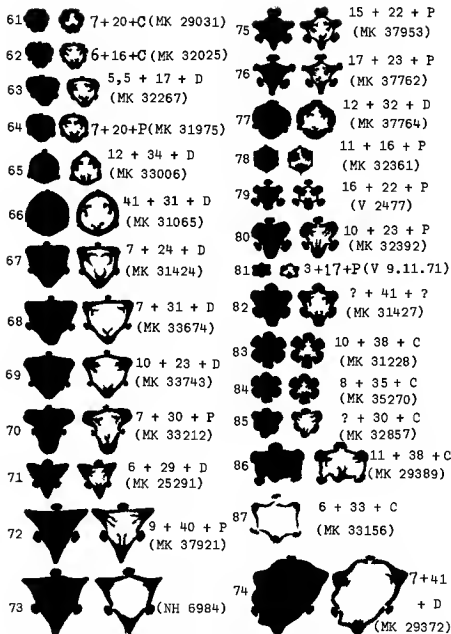 61 7+20+C(MK 29031)
62 6+16+C(MK 32025)
63 5,5 + 17 + D
(MK 32267)
64 7+20+P(MK 31975)
65 12 + 34 + D
(MK 33006)
66 41 + 31 + D
(MK 31065)
67 7 + 24 + D
(MK 31424)
68 7 + 31 + D
(MK 33674)
69 10 + 23 + D
(MK 33743)
70 7 + 30 + P
(MK 33212)
71 6 + 29 + D
(MK 25291)
72 9 + 40 + P
(MK 37921)
73 (NH 6984)
75 15 + 22 + P
(MK 37953)
76 17 + 23 + P
(MK 37762)
77 12 + 32 + D
(MK 37764)
78 11 + 16 + P
(MK 32361)
79 16 + 22 + P
(V 2477)
80 10 + 23 + P
(MK 32392)
81 3+17+P(V 9.11.71)
82 ? + 41 + ?
(MK 31427)
83 10 + 38 + C
(MK 31228)
84 8 + 35 + C
(MK 35270)
85 ? + 30 + C
(MK 32857)
86 11 + 38 + C
(MK 29389)
87 6 + 33 + C
(MK 33156)
74 7+41
+ D
(MK 29372)